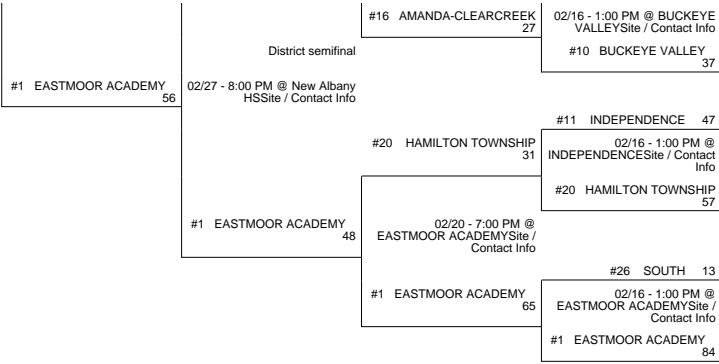 #16 AMANDA-CLEARCREEK
27
02/16 - 1:00 PM @ BUCKEYE
VALLEYSite / Contact Info
District semifinal
#10 BUCKEYE VALLEY
37
#1 EASTMOOR ACADEMY
56
02/27 - 8:00 PM @ New Albany
HSSite / Contact Info
#11 INDEPENDENCE 47
#20 HAMILTON TOWNSHIP
31
02/16 - 1:00 PM @
INDEPENDENCESite / Contact
Info
#20 HAMILTON TOWNSHIP
57
#1 EASTMOOR ACADEMY
48
02/20 - 7:00 PM @
EASTMOOR ACADEMYSite /
Contact Info
#26 SOUTH 13
#1 EASTMOOR ACADEMY
65
02/16 - 1:00 PM @
EASTMOOR ACADEMYSite /
Contact Info
#1 EASTMOOR ACADEMY
84